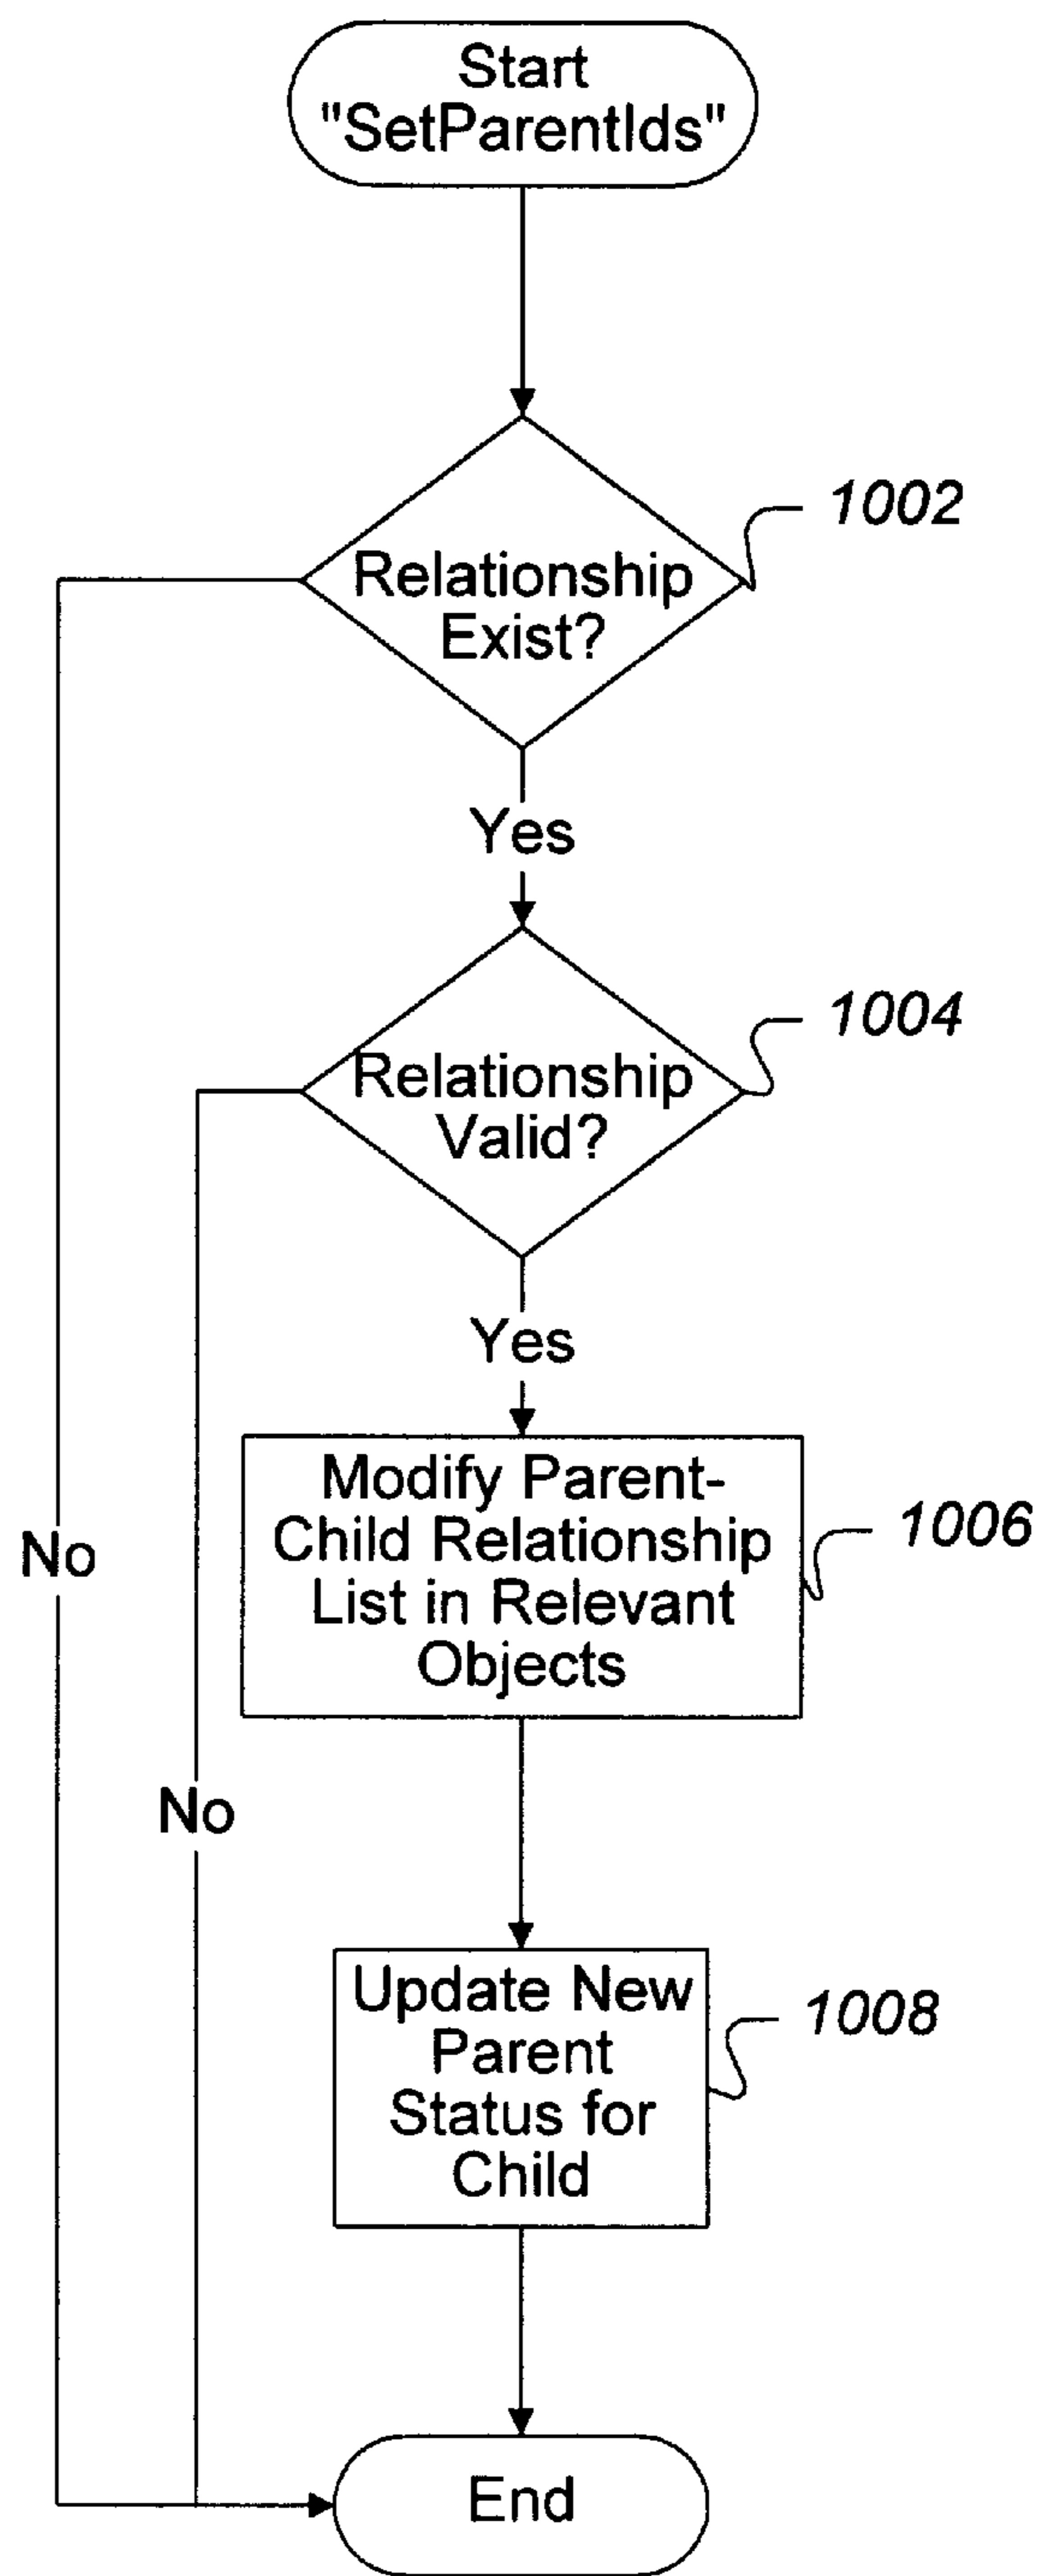 Start
"SetParentIds"
1002
Relationship
Exist?
Yes
1004
Relationship
Valid?
Yes
Modify Parent-
Child Relationship
List in Relevant
Objects
1006
No
No
Update New
Parent
Status for
Child
1008
End